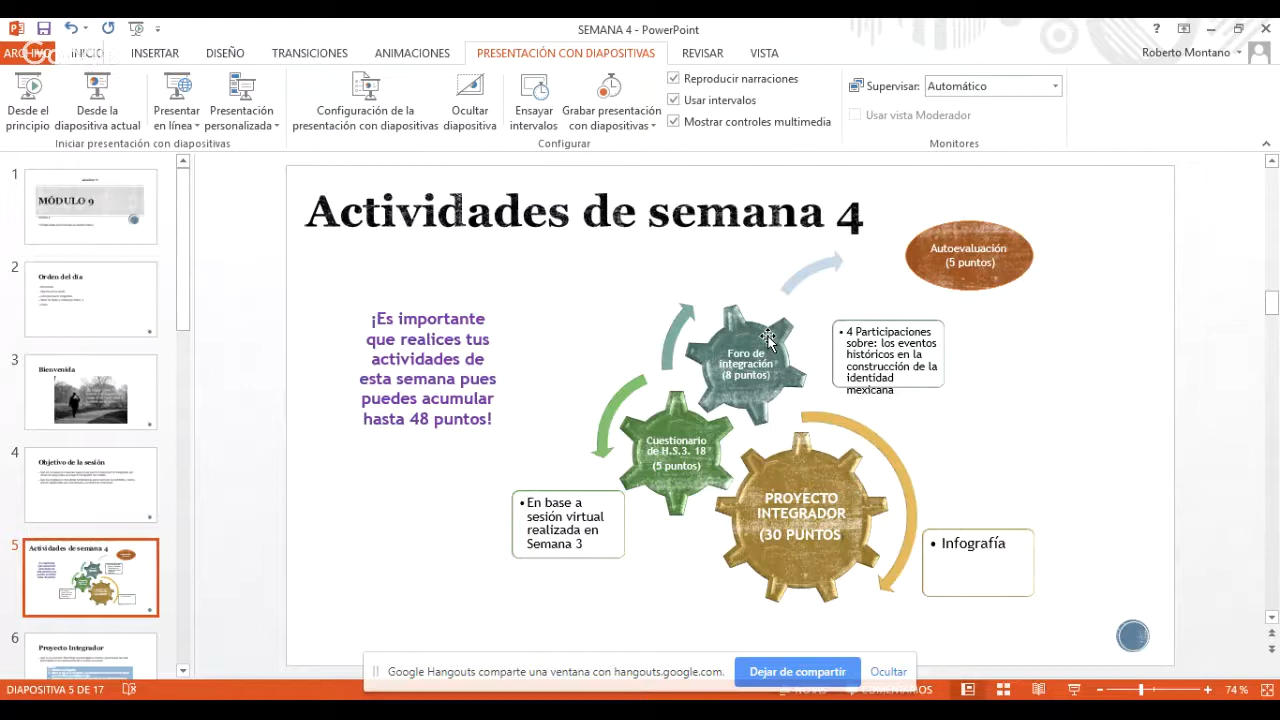 SEMANA 4 - PowerPoint
ARCHIVO INICIO INSERTAR DISEÑO TRANSICIONES ANIMACIONES PRESENTACIÓN CON DIAPOSITIVAS REVISAR VISTA
Roberto Montano
Desde el principio
Desde la diapositiva actual
Presentar en línea
Presentación personalizada
Configuración de la presentación con diapositivas
Ocultar diapositiva
Ensayar intervalos
Grabar presentación con diapositivas
Reproducir narraciones
Usar intervalos
Mostrar controles multimedia
Supervisar: Automático
Usar vista Moderador
Iniciar presentación con diapositivas
Configurar
Monitores
1
MÓDULO 9
2
Orden del día
3
Bienvenida
4
Objetivo de la sesión
5
Actividades de semana 4
6
Proyecto Integrador
Actividades de semana 4
Autoevaluación
(5 puntos)
¡Es importante
que realices tus
actividades de
esta semana pues
puedes acumular
hasta 48 puntos!
Foro de
integración
(8 puntos)
• 4 Participaciones
sobre: los eventos
históricos en la
construcción de la
identidad
mexicana
Cuestionario
de H.S.3. 18
(5 puntos)
• En base a
sesión virtual
realizada en
Semana 3
PROYECTO
INTEGRADOR
(30 PUNTOS
• Infografía
Google Hangouts comparte una ventana con hangouts.google.com.
Dejar de compartir
Ocultar
DIAPOSITIVA 5 DE 17
NOTAS
COMENTARIOS
74 %